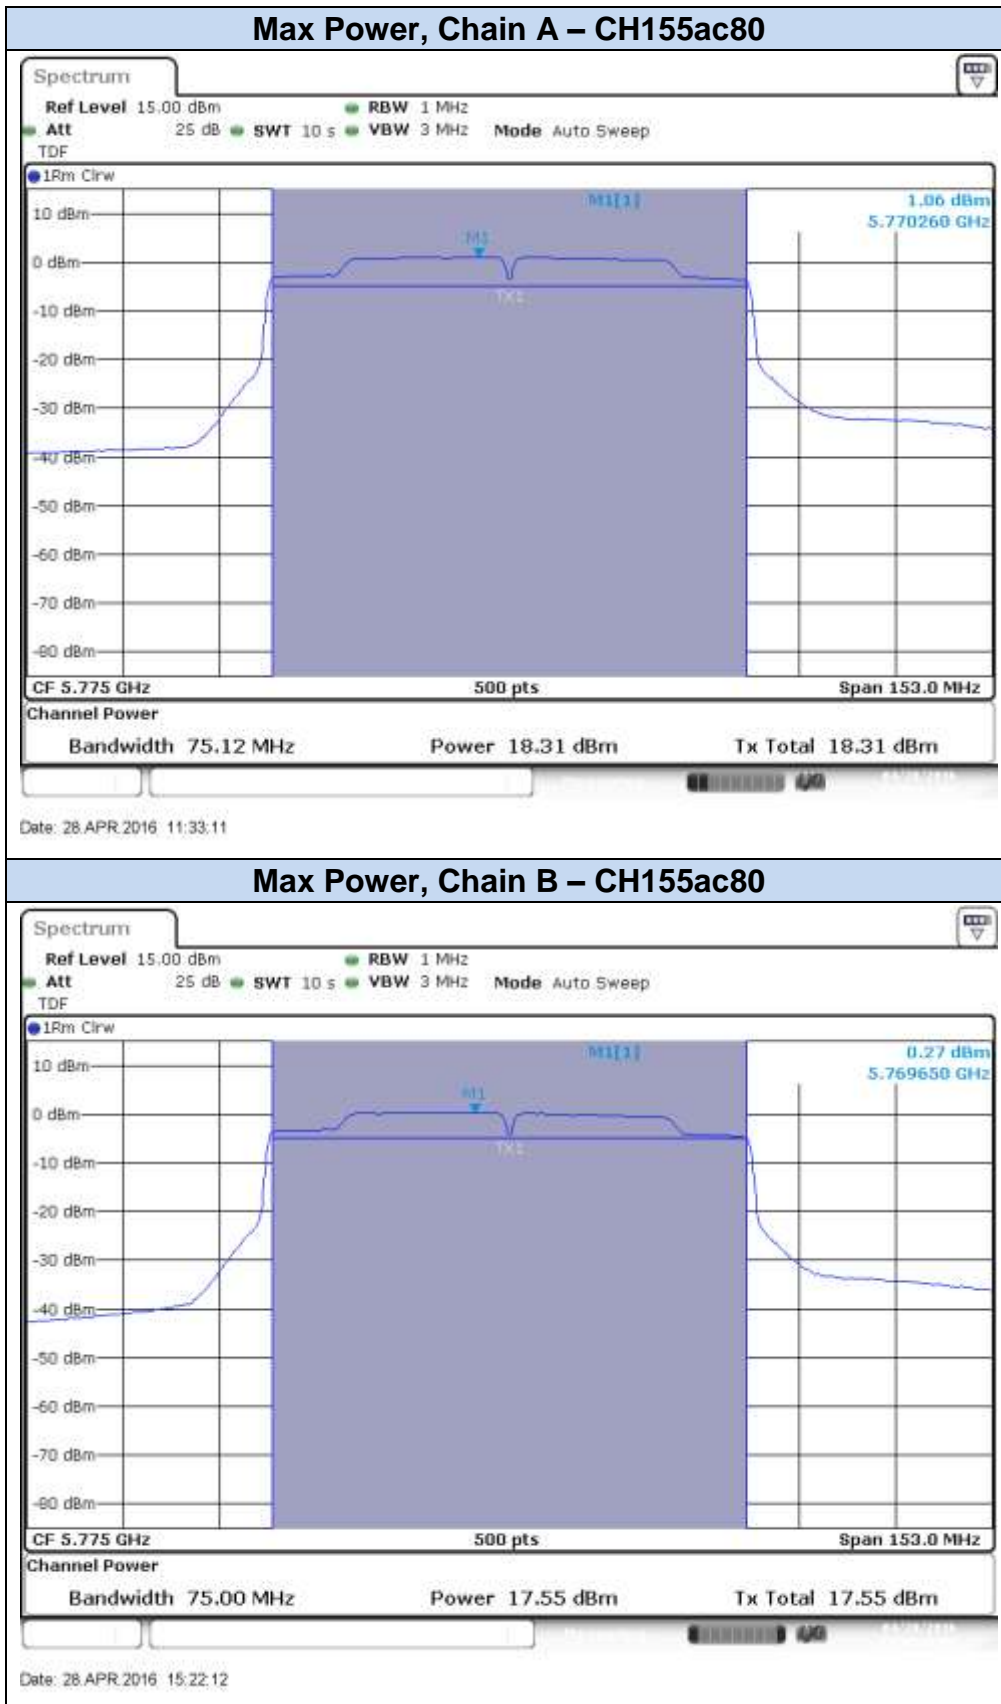 Max Power, Chain A – CH155ac80
Spectrum
Ref Level 15.00 dBm RBW 1 MHz
Att 25 dB SWT 10 s VBW 3 MHz Mode Auto Sweep
TDF
1Rm Clrw
M1[1] 1.06 dBm
5.770260 GHz
10 dBm
M1
0 dBm
TX1
-10 dBm
-20 dBm
-30 dBm
-40 dBm
-50 dBm
-60 dBm
-70 dBm
-80 dBm
CF 5.775 GHz 500 pts Span 153.0 MHz
Channel Power
Bandwidth 75.12 MHz Power 18.31 dBm Tx Total 18.31 dBm
Date: 28.APR.2016 11:33:11
Max Power, Chain B – CH155ac80
Spectrum
Ref Level 15.00 dBm RBW 1 MHz
Att 25 dB SWT 10 s VBW 3 MHz Mode Auto Sweep
TDF
1Rm Clrw
M1[1] 0.27 dBm
5.769650 GHz
10 dBm
M1
0 dBm
TX1
-10 dBm
-20 dBm
-30 dBm
-40 dBm
-50 dBm
-60 dBm
-70 dBm
-80 dBm
CF 5.775 GHz 500 pts Span 153.0 MHz
Channel Power
Bandwidth 75.00 MHz Power 17.55 dBm Tx Total 17.55 dBm
Date: 28.APR.2016 15:22:12